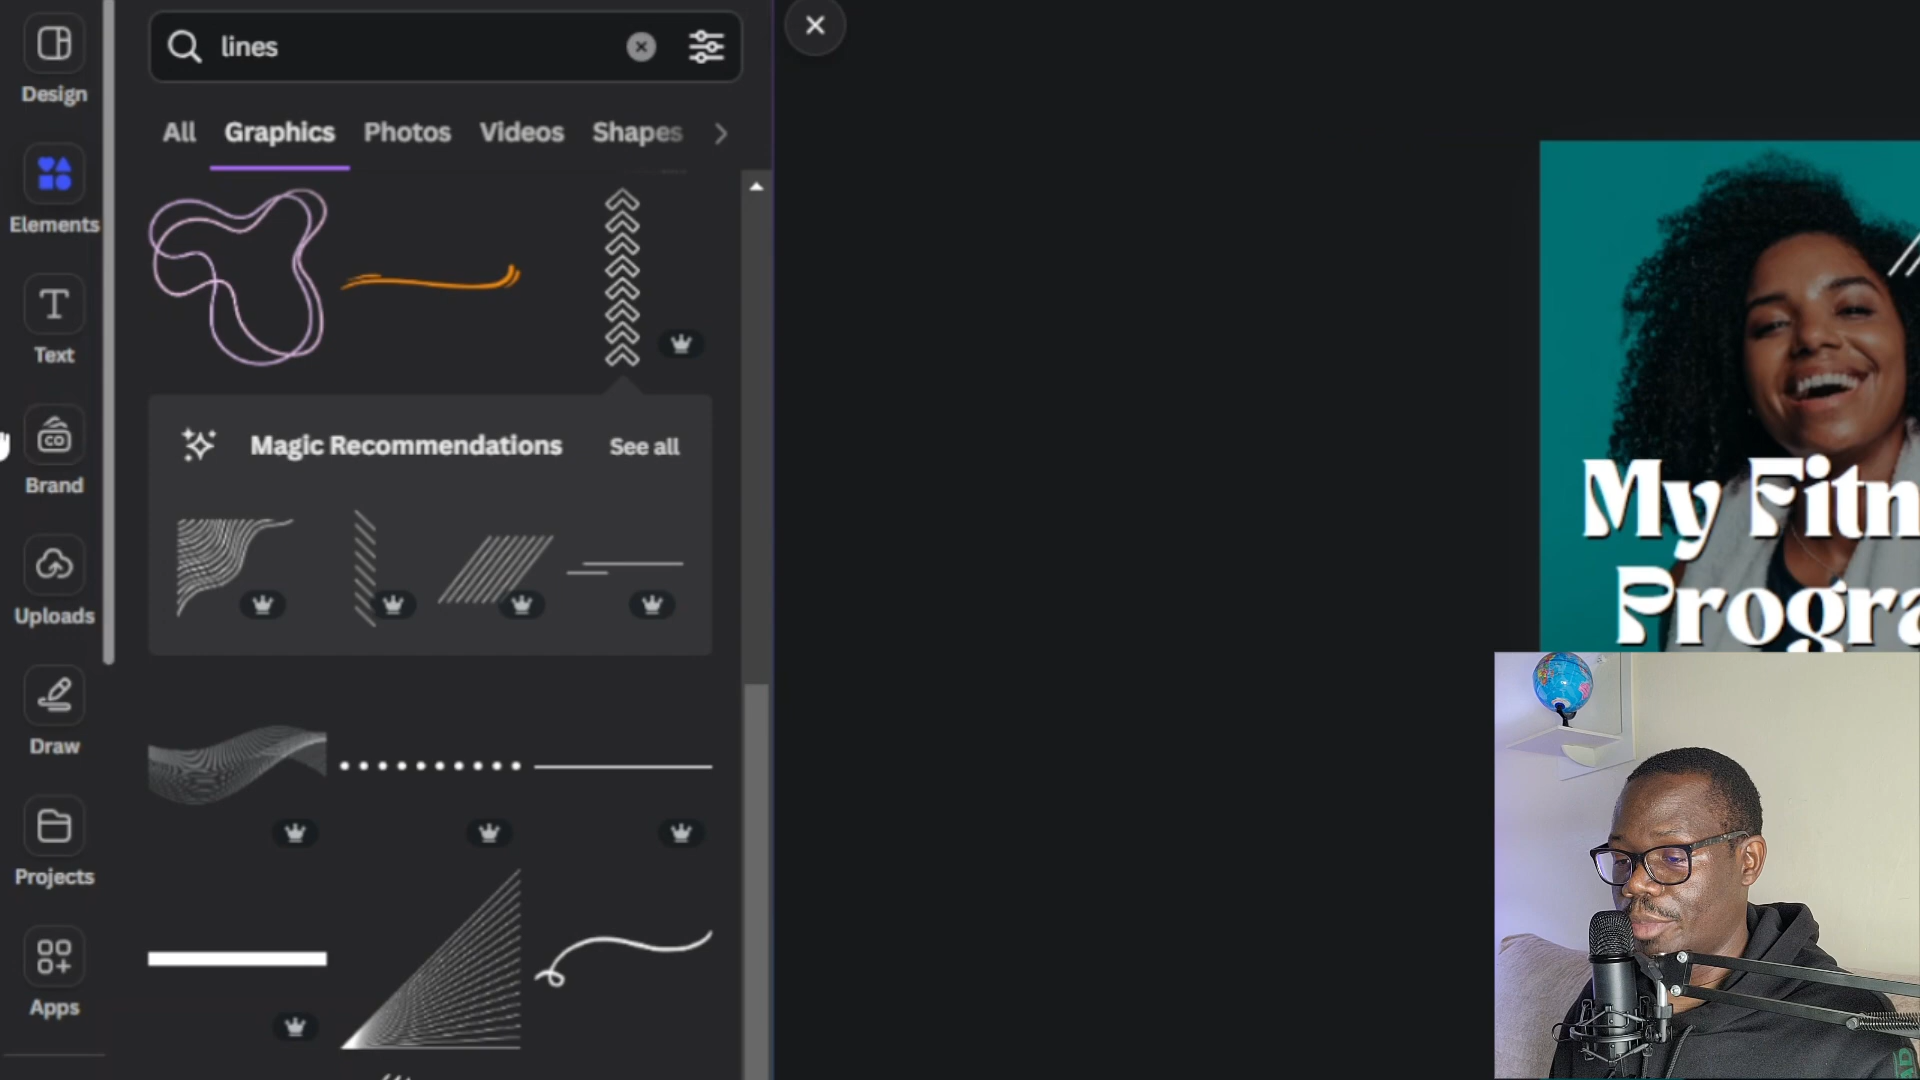 Design
Elements
Text
Brand
Uploads
Draw
Projects
Apps
lines
All Graphics Photos Videos Shapes
Magic Recommendations See all
CO
My Fitn
Progra